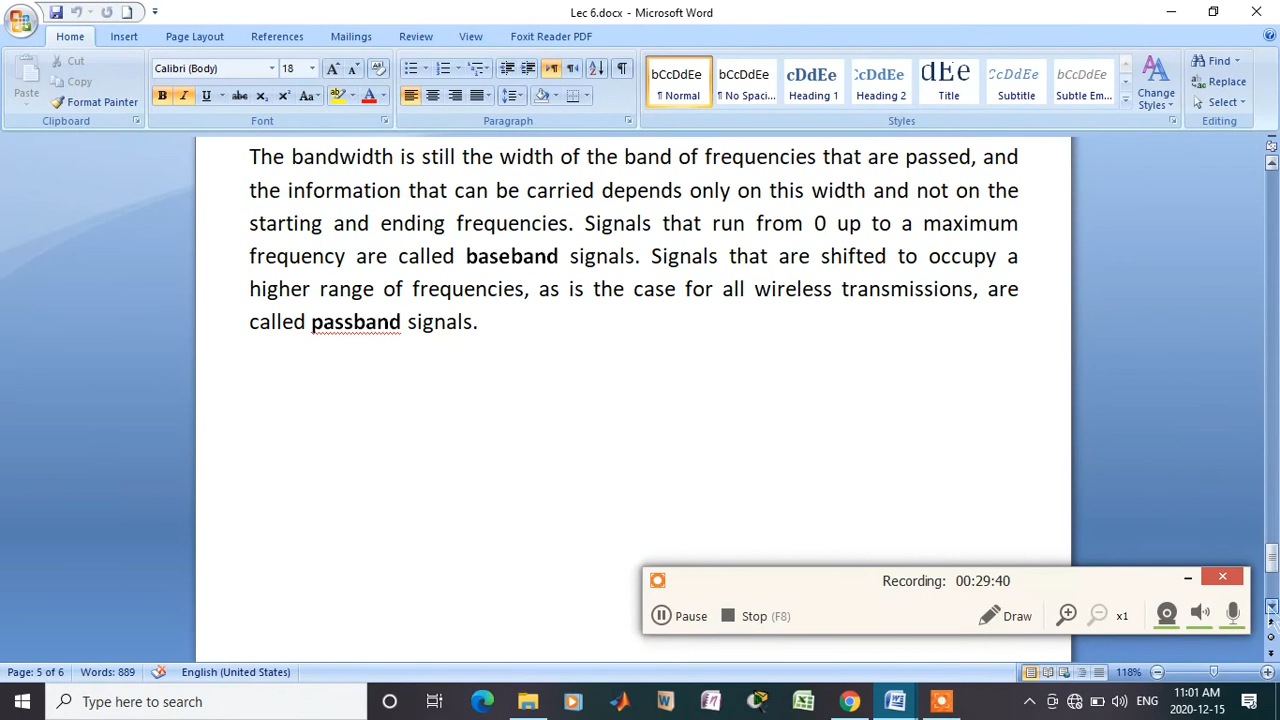 Lec 6.docx - Microsoft Word
Home Insert Page Layout References Mailings Review View Foxit Reader PDF
Paste Cut Copy Format Painter Clipboard
Calibri (Body) 18 Font
Paragraph
bCcDdEe bCcDdEe cDdEe CcDdEe dEe CcDdEe bCcDdEe
¶ Normal ¶ No Spaci... Heading 1 Heading 2 Title Subtitle Subtle Em...
Change Styles Styles
Find Replace Select Editing
The bandwidth is still the width of the band of frequencies that are passed, and
the information that can be carried depends only on this width and not on the
starting and ending frequencies. Signals that run from 0 up to a maximum
frequency are called baseband signals. Signals that are shifted to occupy a
higher range of frequencies, as is the case for all wireless transmissions, are
called passband signals.
Recording: 00:29:40
Pause Stop (F8) Draw x1
Page: 5 of 6 Words: 889 English (United States) 118%
Type here to search
ENG 11:01 AM
2020-12-15